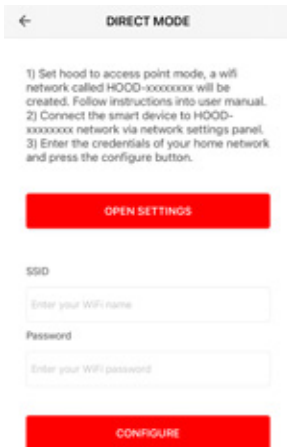 ← DIRECT MODE
1) Set hood to access point mode, a wifi
network called HOOD-xxxxxxxx will be
created. Follow instructions into user manual.
2) Connect the smart device to HOOD-
xxxxxxxx network via network settings panel.
3) Enter the credentials of your home network
and press the configure button.
OPEN SETTINGS
SSID
Enter your WiFi name
Password
Enter your WiFi password
CONFIGURE